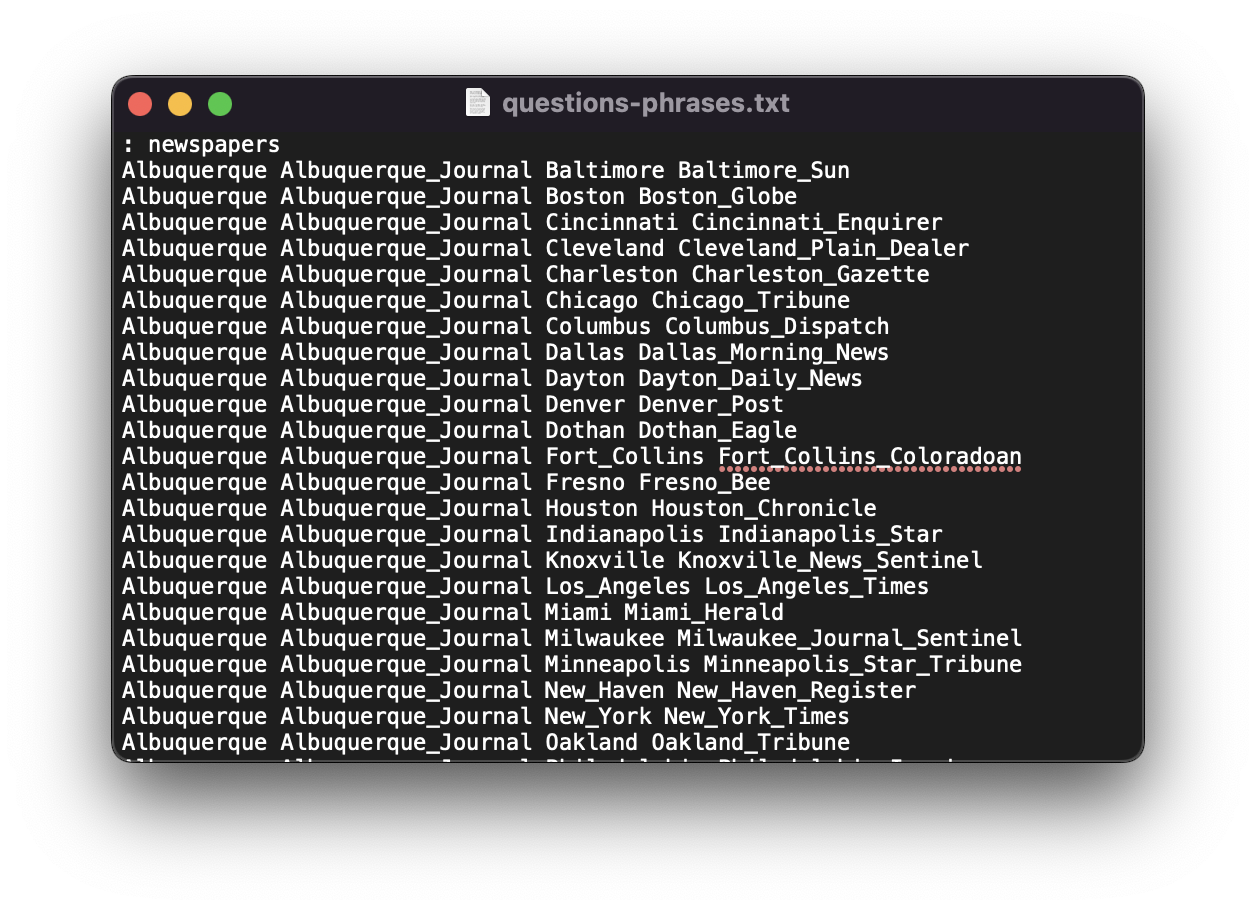 questions-phrases.txt
: newspapers
Albuquerque Albuquerque_Journal Baltimore Baltimore_Sun
Albuquerque Albuquerque_Journal Boston Boston_Globe
Albuquerque Albuquerque_Journal Cincinnati Cincinnati_Enquirer
Albuquerque Albuquerque_Journal Cleveland Cleveland_Plain_Dealer
Albuquerque Albuquerque_Journal Charleston Charleston_Gazette
Albuquerque Albuquerque_Journal Chicago Chicago_Tribune
Albuquerque Albuquerque_Journal Columbus Columbus_Dispatch
Albuquerque Albuquerque_Journal Dallas Dallas_Morning_News
Albuquerque Albuquerque_Journal Dayton Dayton_Daily_News
Albuquerque Albuquerque_Journal Denver Denver_Post
Albuquerque Albuquerque_Journal Dothan Dothan_Eagle
Albuquerque Albuquerque_Journal Fort_Collins Fort_Collins_Coloradoan
Albuquerque Albuquerque_Journal Fresno Fresno_Bee
Albuquerque Albuquerque_Journal Houston Houston_Chronicle
Albuquerque Albuquerque_Journal Indianapolis Indianapolis_Star
Albuquerque Albuquerque_Journal Knoxville Knoxville_News_Sentinel
Albuquerque Albuquerque_Journal Los_Angeles Los_Angeles_Times
Albuquerque Albuquerque_Journal Miami Miami_Herald
Albuquerque Albuquerque_Journal Milwaukee Milwaukee_Journal_Sentinel
Albuquerque Albuquerque_Journal Minneapolis Minneapolis_Star_Tribune
Albuquerque Albuquerque_Journal New_Haven New_Haven_Register
Albuquerque Albuquerque_Journal New_York New_York_Times
Albuquerque Albuquerque_Journal Oakland Oakland_Tribune